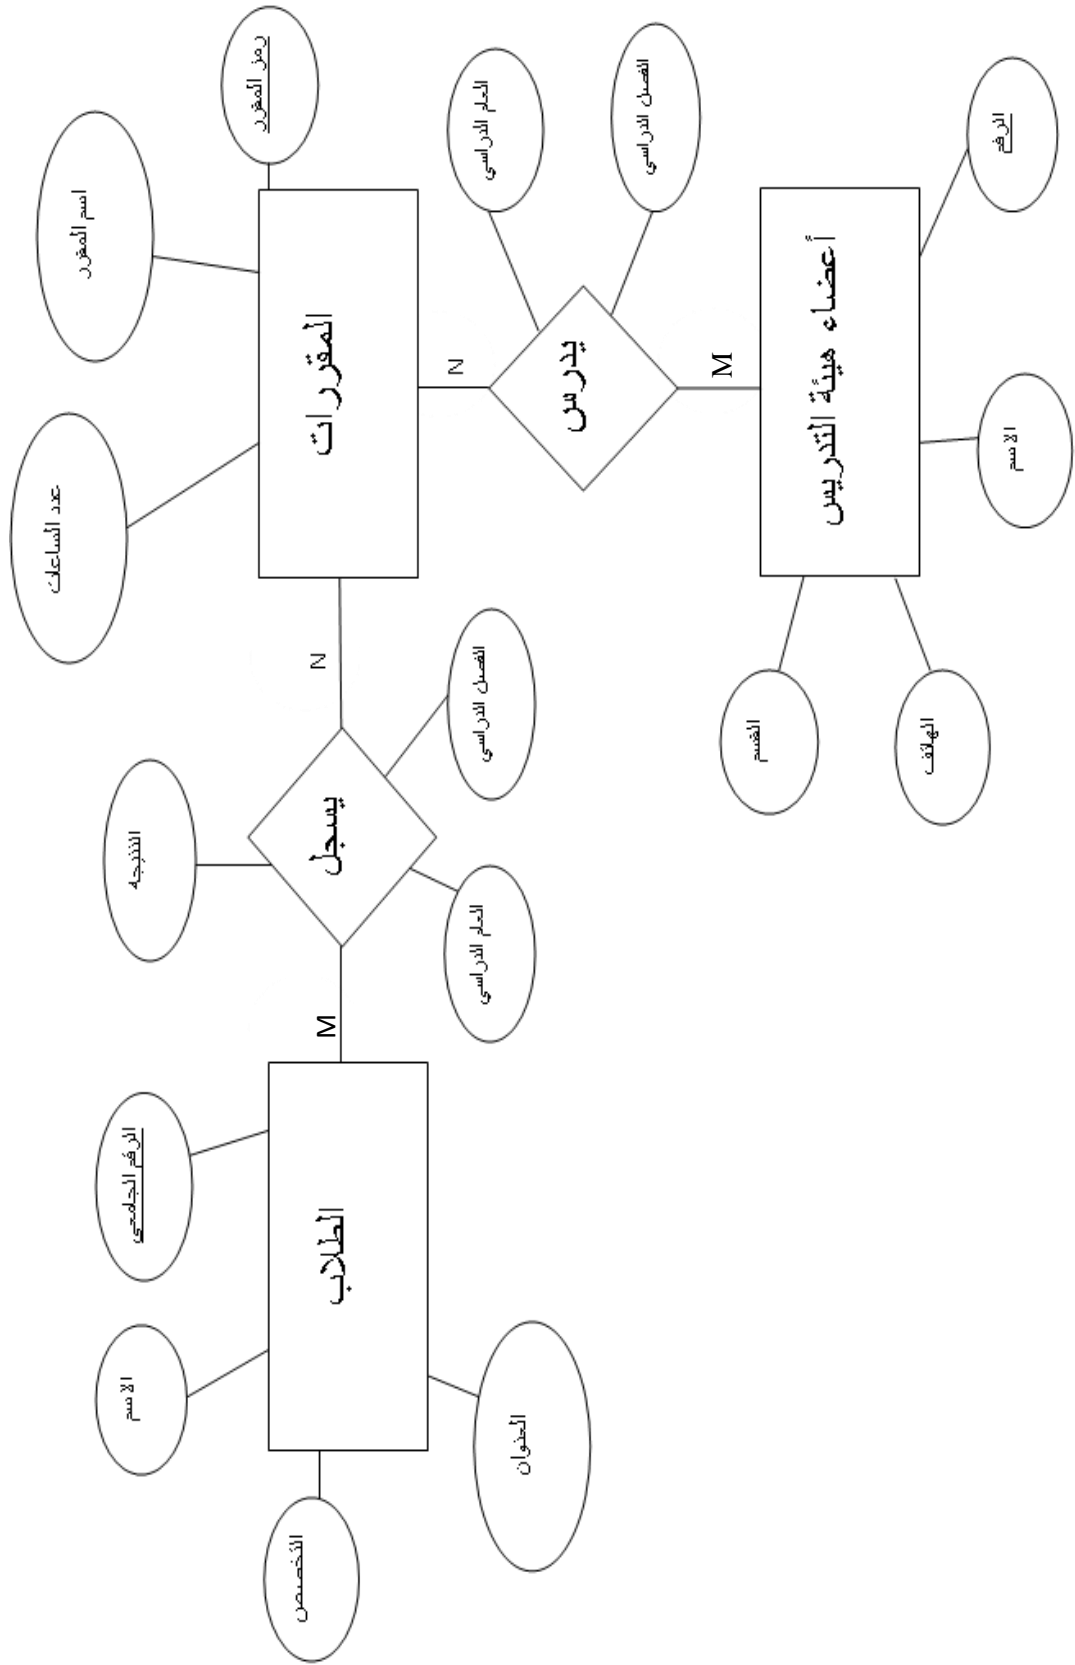 رمز المقرر
اسم المقرر
عدد الساعات
المقررات
N
العام الدراسي
الفصل الدراسي
يدرس
M
الرقم
أعضاء هيئة التدريس
الاسم
القسم
الهاتف
N
الفصل الدراسي
يسجل
النتيجه
العام الدراسي
M
الرقم الجامعي
الطلاب
الاسم
العنوان
التخصص